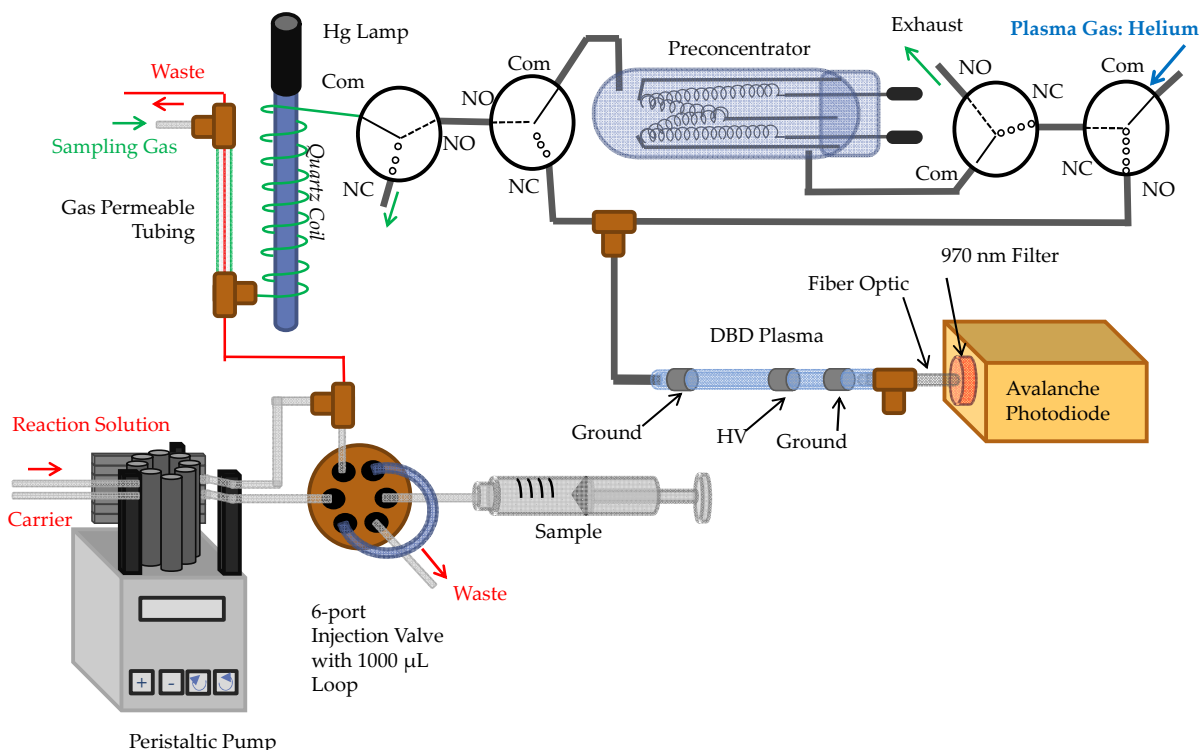 Hg Lamp
Waste
Sampling Gas
Gas Permeable
Tubing
Quartz Coil
Com
NO
NC
Com
NO
NC
Preconcentrator
Exhaust
NO
NC
Com
Plasma Gas: Helium
Com
NC
NO
970 nm Filter
Fiber Optic
DBD Plasma
Avalanche
Photodiode
Ground
HV
Ground
Reaction Solution
Carrier
Sample
Waste
6-port
Injection Valve
with 1000 µL
Loop
+
-
Peristaltic Pump